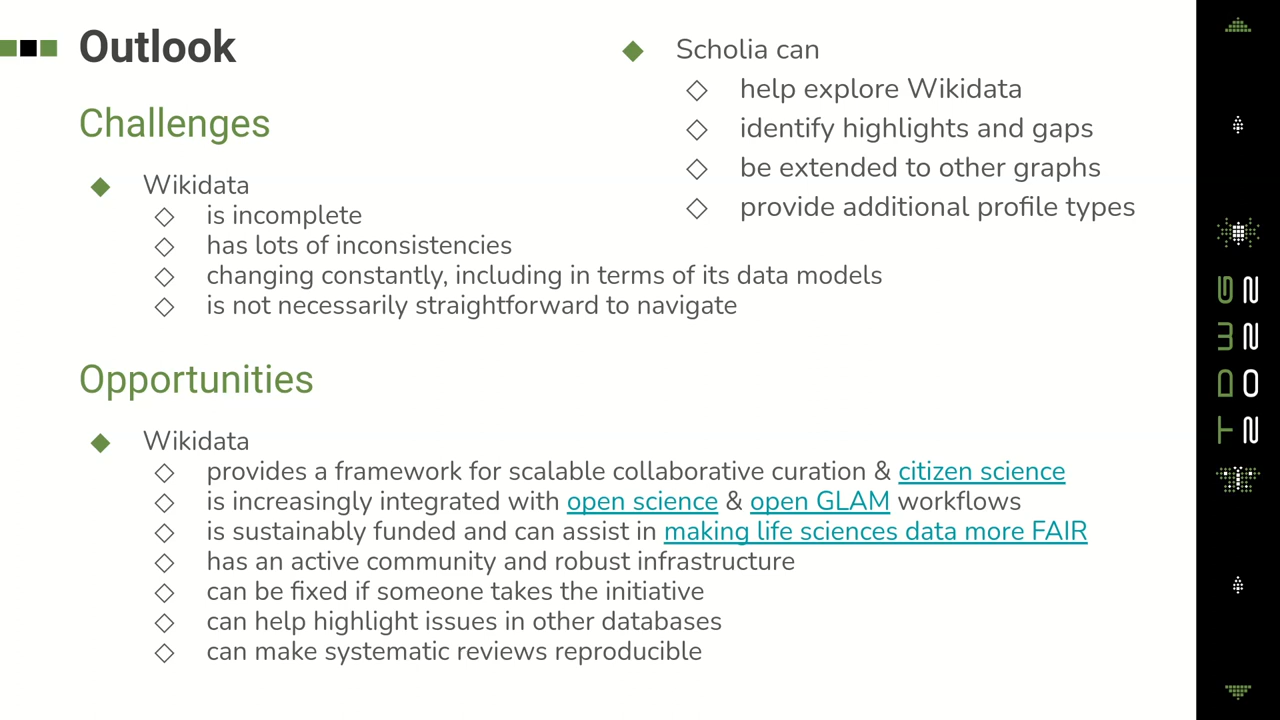 Outlook
Challenges
Wikidata
is incomplete
has lots of inconsistencies
changing constantly, including in terms of its data models
is not necessarily straightforward to navigate
Scholia can
help explore Wikidata
identify highlights and gaps
be extended to other graphs
provide additional profile types
Opportunities
Wikidata
provides a framework for scalable collaborative curation & citizen science
is increasingly integrated with open science & open GLAM workflows
is sustainably funded and can assist in making life sciences data more FAIR
has an active community and robust infrastructure
can be fixed if someone takes the initiative
can help highlight issues in other databases
can make systematic reviews reproducible
TDWG
2022